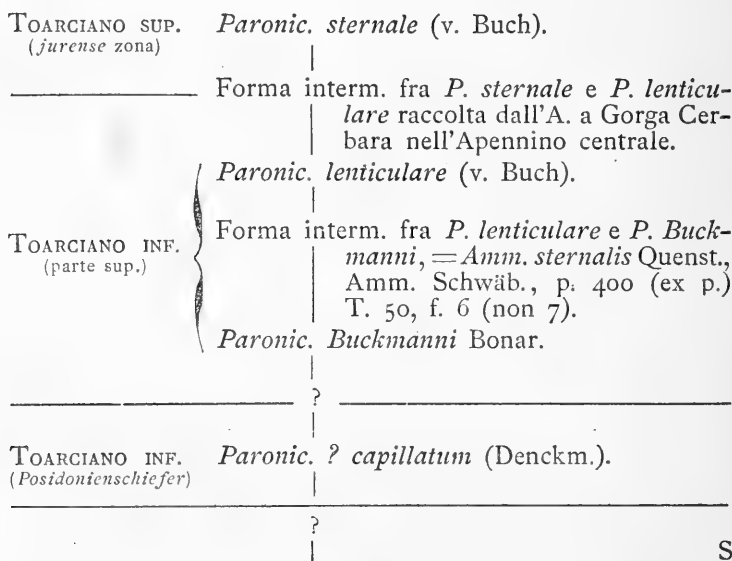 TOARCIANO SUP. Paronic. sternale (v. Buch).
(jurense zona)
Forma interm. fra P. sternale e P. lenticu-
lare raccolta dall'A. a Gorga Cer-
bara nell'Apennino centrale.
Paronic. lenticulare (v. Buch).
TOARCIANO INF.
(parte sup.)
Forma interm. fra P. lenticulare e P. Buck-
manni, = Amm. sternalis Quenst.,
Amm. Schwäb., p. 400 (ex p.)
T. 50, f. 6 (non 7).
Paronic. Buckmanni Bonar.
?
TOARCIANO INF. Paronic. ? capillatum (Denckm.).
(Posidonienschiefer)
?
S